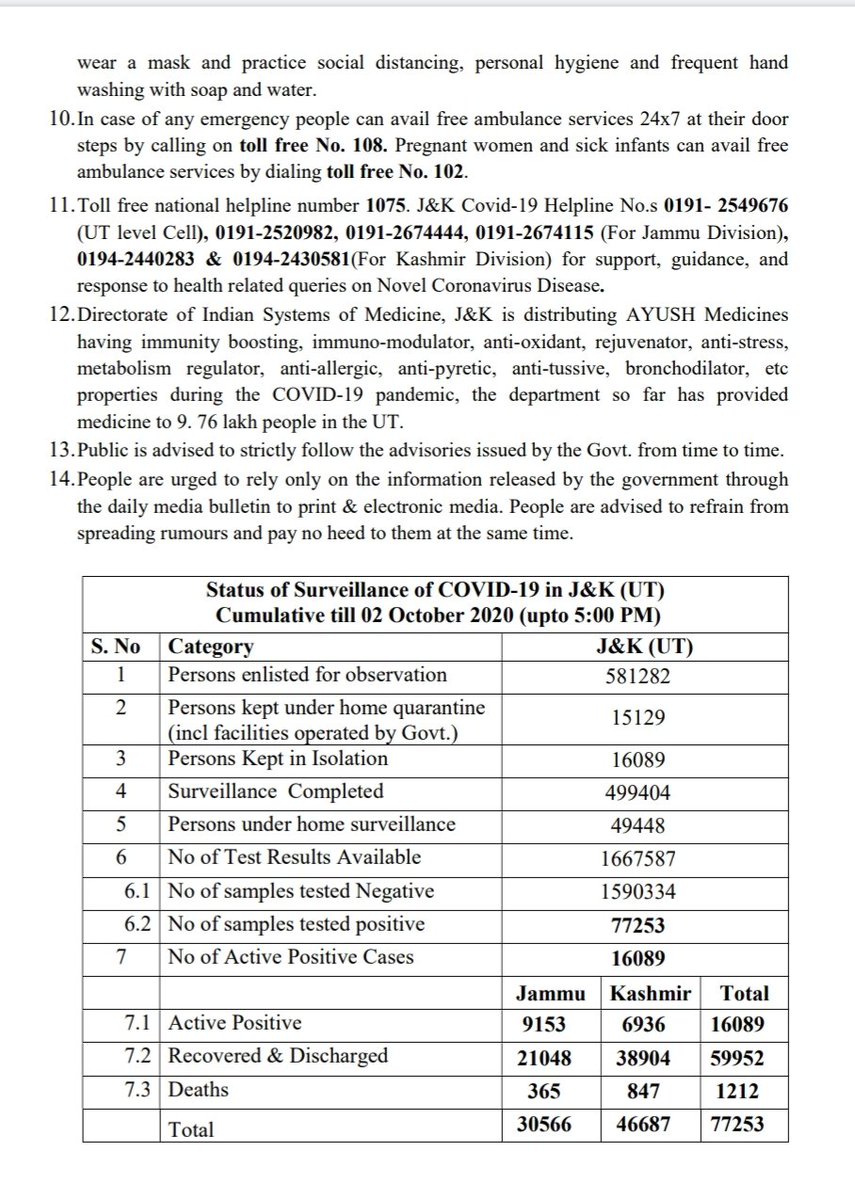 wear a mask and practice social distancing, personal hygiene and frequent hand
washing with soap and water.
10.In case of any emergency people can avail free ambulance services 24x7 at their door
steps by calling on toll free No. 108. Pregnant women and sick infants can avail free
ambulance services by dialing toll free No. 102.
11.Toll free national helpline number 1075. J&K Covid-19 Helpline No.s 0191- 2549676
(UT level Cell), 0191-2520982, 0191-2674444, 0191-2674115 (For Jammu Division),
0194-2440283 & 0194-2430581(For Kashmir Division) for support, guidance, and
response to health related queries on Novel Coronavirus Disease.
12.Directorate of Indian Systems of Medicine, J&K is distributing AYUSH Medicines
having immunity boosting, immuno-modulator, anti-oxidant, rejuvenator, anti-stress,
metabolism regulator, anti-allergic, anti-pyretic, anti-tussive, bronchodilator, etc
properties during the COVID-19 pandemic, the department so far has provided
medicine to 9. 76 lakh people in the UT.
13.Public is advised to strictly follow the advisories issued by the Govt. from time to time.
14.People are urged to rely only on the information released by the government through
the daily media bulletin to print & electronic media. People are advised to refrain from
spreading rumours and pay no heed to them at the same time.
Status of Surveillance of COVID-19 in J&K (UT)
Cumulative till 02 October 2020 (upto 5:00 PM)
S. No Category J&K (UT)
1 Persons enlisted for observation 581282
2 Persons kept under home quarantine
(incl facilities operated by Govt.) 15129
3 Persons Kept in Isolation 16089
4 Surveillance Completed 499404
5 Persons under home surveillance 49448
6 No of Test Results Available 1667587
6.1 No of samples tested Negative 1590334
6.2 No of samples tested positive 77253
7 No of Active Positive Cases 16089
Jammu Kashmir Total
7.1 Active Positive 9153 6936 16089
7.2 Recovered & Discharged 21048 38904 59952
7.3 Deaths 365 847 1212
Total 30566 46687 77253